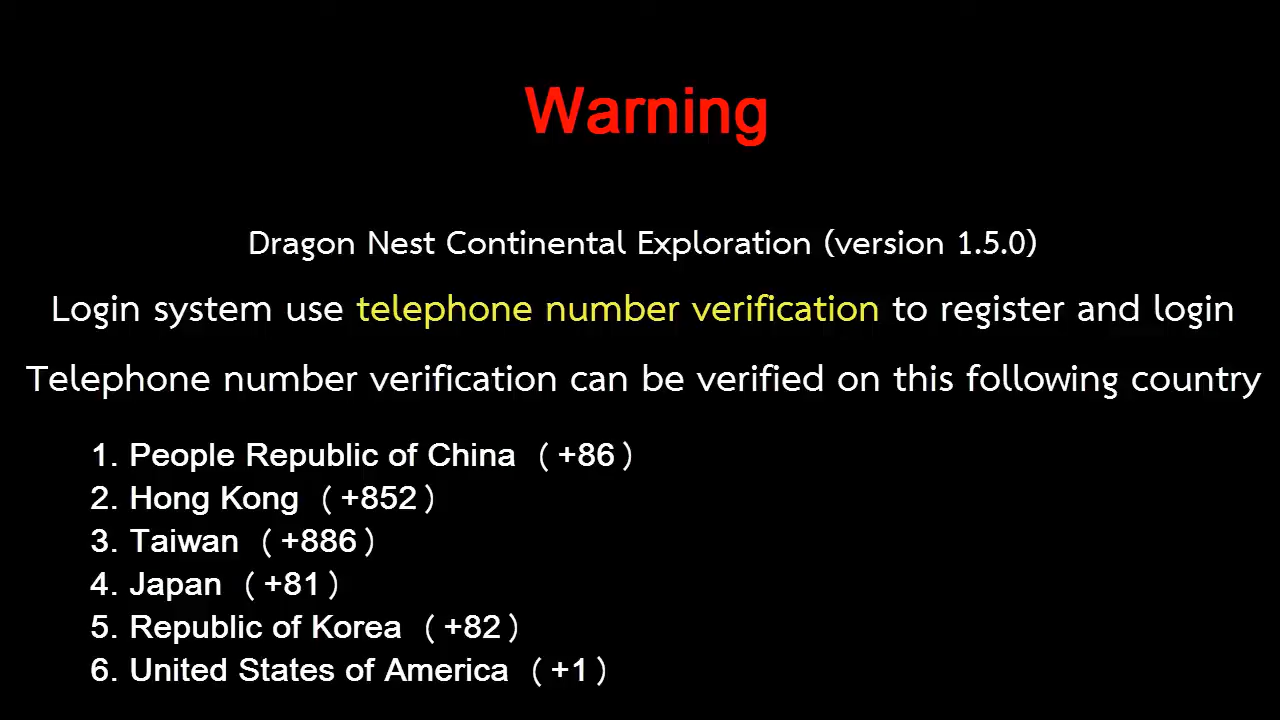 Warning
Dragon Nest Continental Exploration (version 1.5.0)
Login system use telephone number verification to register and login
Telephone number verification can be verified on this following country
1. People Republic of China （+86）
2. Hong Kong （+852）
3. Taiwan （+886）
4. Japan （+81）
5. Republic of Korea （+82）
6. United States of America （+1）